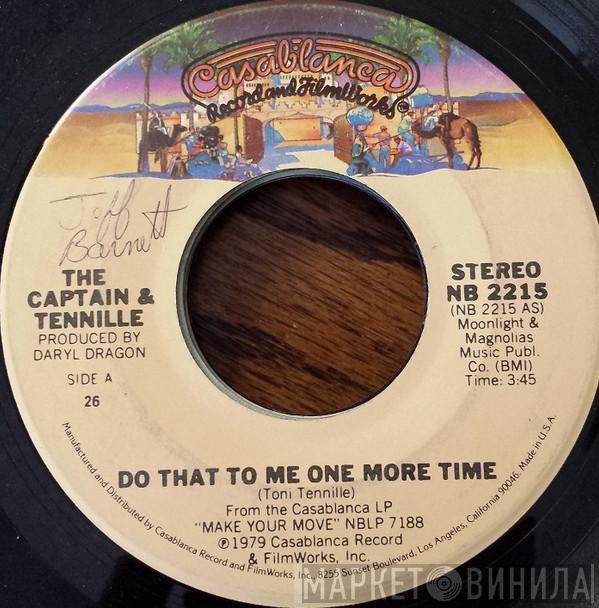 Casablanca
Record and FilmWorks
Jeff
Barnett
THE
CAPTAIN &
TENNILLE
PRODUCED BY
DARYL DRAGON
SIDE A
26
STEREO
NB 2215
(NB 2215 AS)
Moonlight &
Magnolias
Music Publ.
Co. (BMI)
Time: 3:45
DO THAT TO ME ONE MORE TIME
(Toni Tennille)
From the Casablanca LP
"MAKE YOUR MOVE" NBLP 7188
℗1979 Casablanca Record
& FilmWorks, Inc.
Manufactured and Distributed by Casablanca Record and FilmWorks, Inc., 8255 Sunset Boulevard, Los Angeles, California 90046. Made in U.S.A.
МАРКЕТ ВИНИЛА